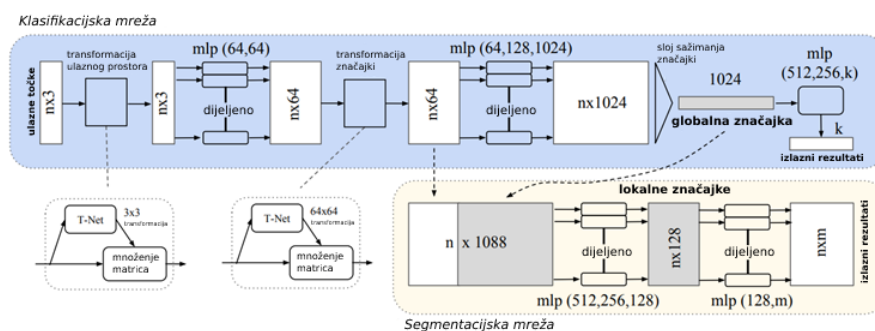 Klasifikacijska mreža
ulazne točke
nx3
transformacija
ulaznog prostora
nx3
mlp (64,64)
dijeljeno
nx64
transformacija
značajki
nx64
mlp (64,128,1024)
dijeljeno
nx1024
sloj sažimanja
značajki
1024
globalna značajka
mlp
(512,256,k)
k
izlazni rezultati
T-Net
3x3
transformacija
množenje
matrica
T-Net
64x64
transformacija
množenje
matrica
lokalne značajke
n x 1088
dijeljeno
mlp (512,256,128)
nx128
dijeljeno
mlp (128,m)
nxm
izlazni rezultati
Segmentacijska mreža